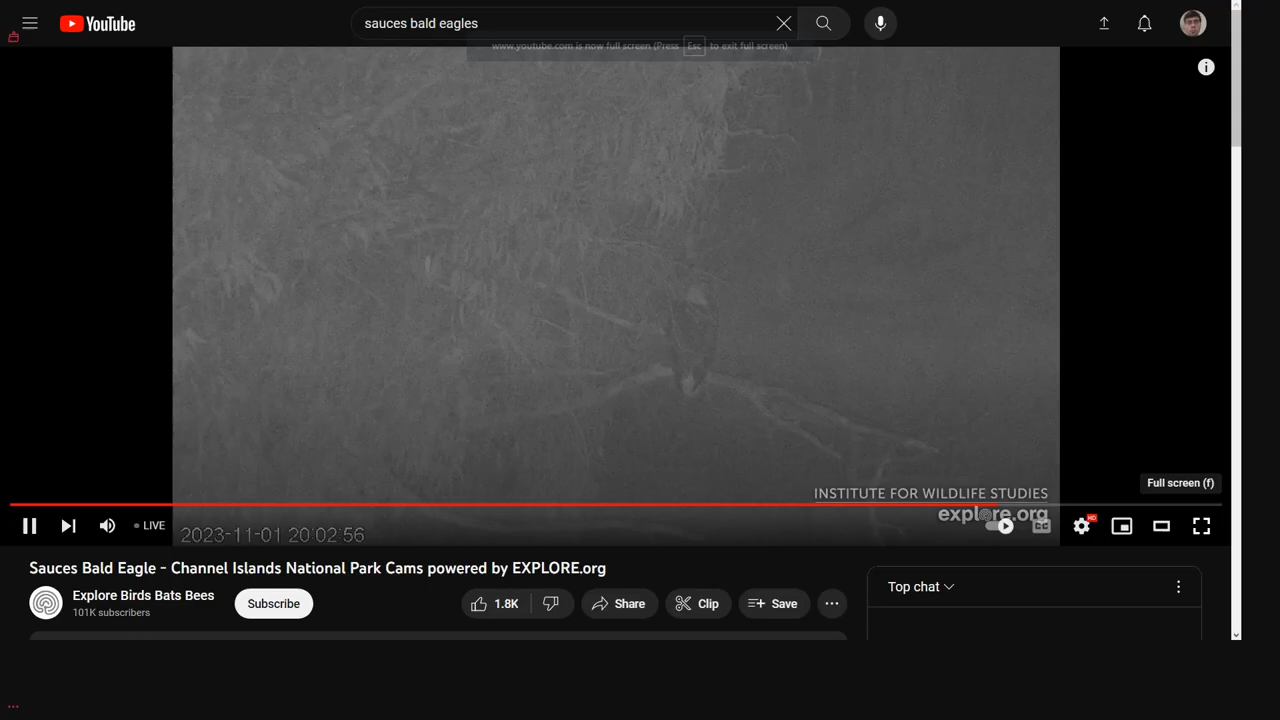 YouTube
sauces bald eagles
www.youtube.com is now full screen (Press Esc to exit full screen)
Full screen (f)
INSTITUTE FOR WILDLIFE STUDIES
explore.org
LIVE
CC
HD
2023-11-01 20:02:56
Sauces Bald Eagle - Channel Islands National Park Cams powered by EXPLORE.org
Explore Birds Bats Bees
101K subscribers
Subscribe
1.8K
Share
Clip
Save
Top chat